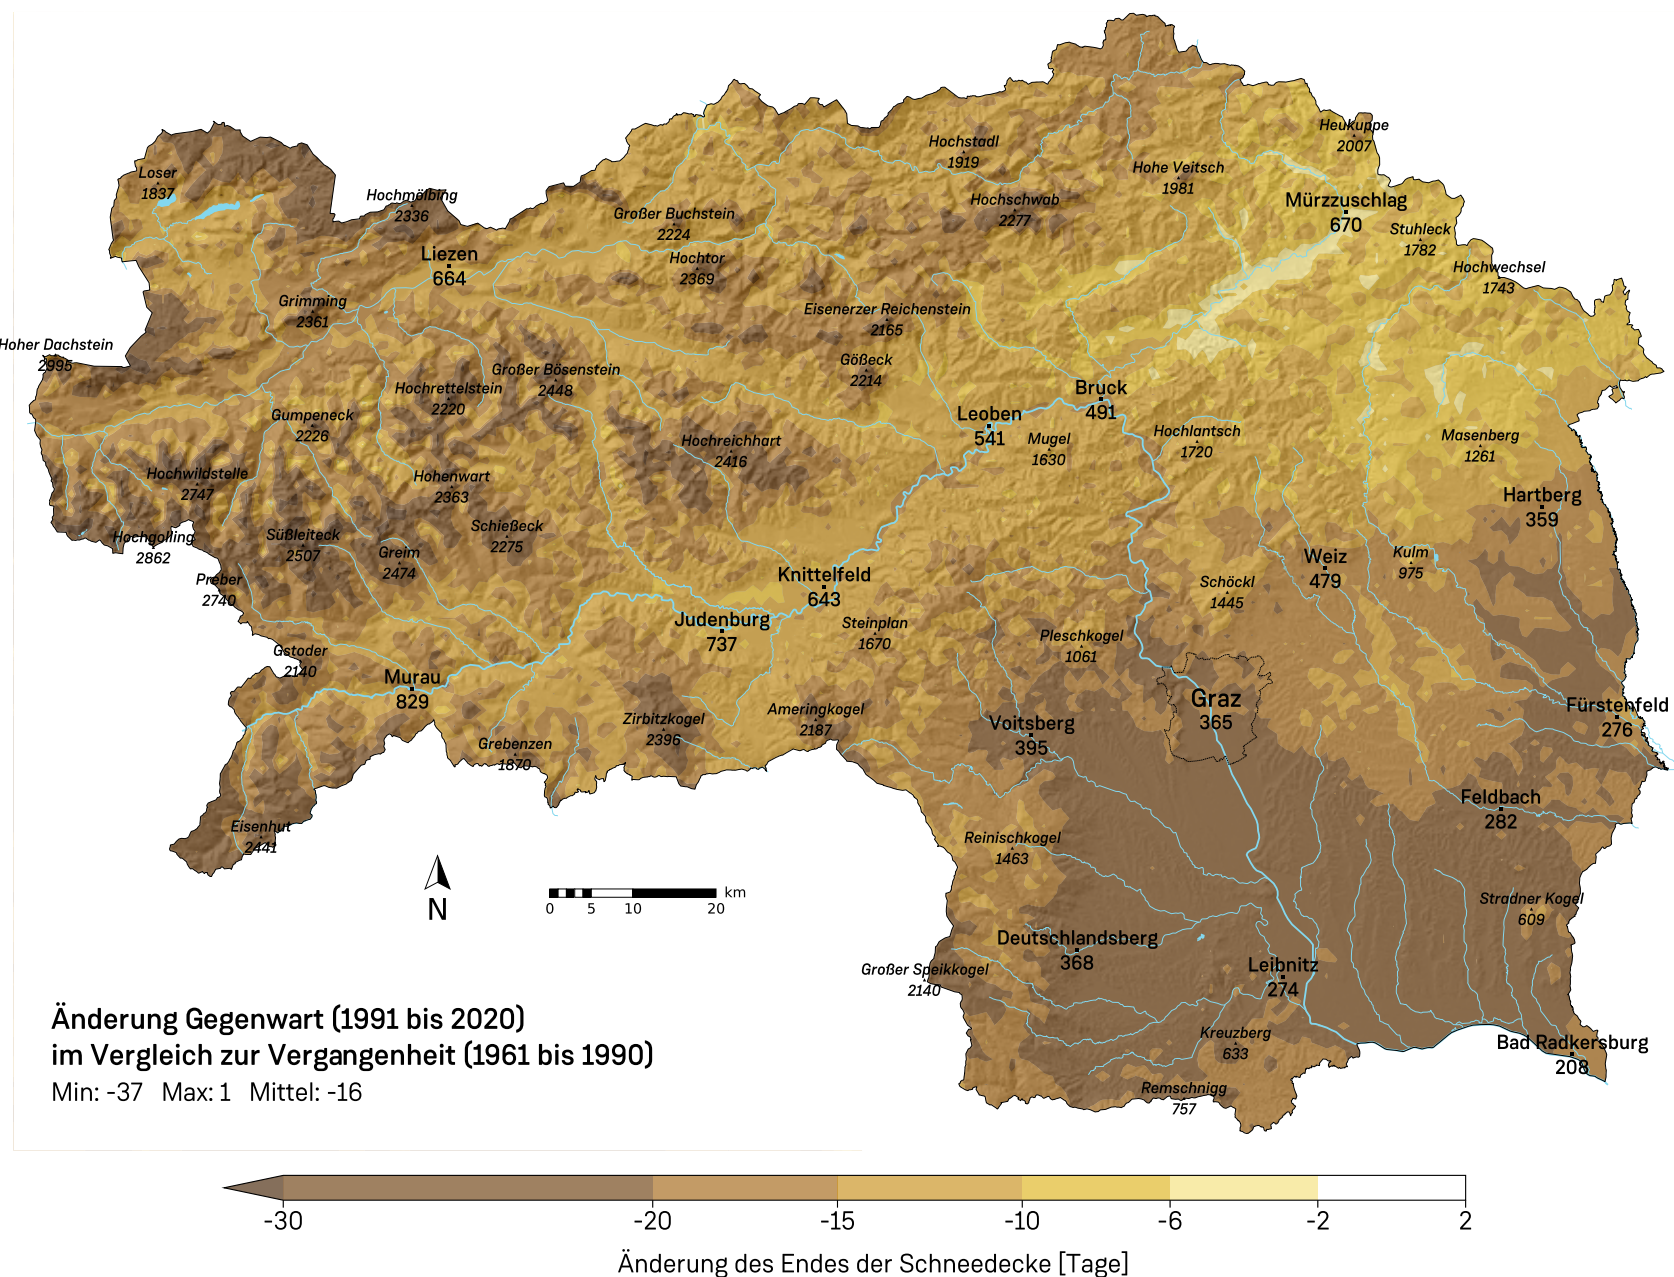 Heukuppe
2007
Hochstadl
1919
Hohe Veitsch
1981
Loser
1837
Hochmölbing
2336
Hochschwab
2277
Mürzzuschlag
670
Großer Buchstein
2224
Stuhleck
1782
Liezen
664
Hochtor
2369
Hochwechsel
1743
Grimming
2361
Eisenerzer Reichenstein
2165
Hoher Dachstein
2995
Gößeck
2214
Großer Bösenstein
2448
Hochrettelstein
2220
Bruck
491
Gumpeneck
2226
Leoben
541
Mugel
1630
Hochlantsch
1720
Masenberg
1261
Hochreichhart
2416
Hochwildstelle
2747
Hohenwart
2363
Hartberg
359
Hochgolling
2862
Süßleiteck
2507
Schießeck
2275
Greim
2474
Weiz
479
Kulm
975
Preber
2740
Knittelfeld
643
Schöckl
1445
Judenburg
737
Steinplan
1670
Pleschkogel
1061
Gstoder
2140
Murau
829
Graz
365
Fürstenfeld
276
Zirbitzkogel
2396
Ameringkogel
2187
Voitsberg
395
Grebenzen
1870
Feldbach
282
Eisenhut
2441
Reinischkogel
1463
Stradner Kogel
609
N
km
0 5 10 20
Deutschlandsberg
368
Großer Speikkogel
2140
Leibnitz
274
Kreuzberg
633
Bad Radkersburg
208
Remschnigg
757
Änderung Gegenwart (1991 bis 2020)
im Vergleich zur Vergangenheit (1961 bis 1990)
Min: -37 Max: 1 Mittel: -16
-30 -20 -15 -10 -6 -2 2
Änderung des Endes der Schneedecke [Tage]